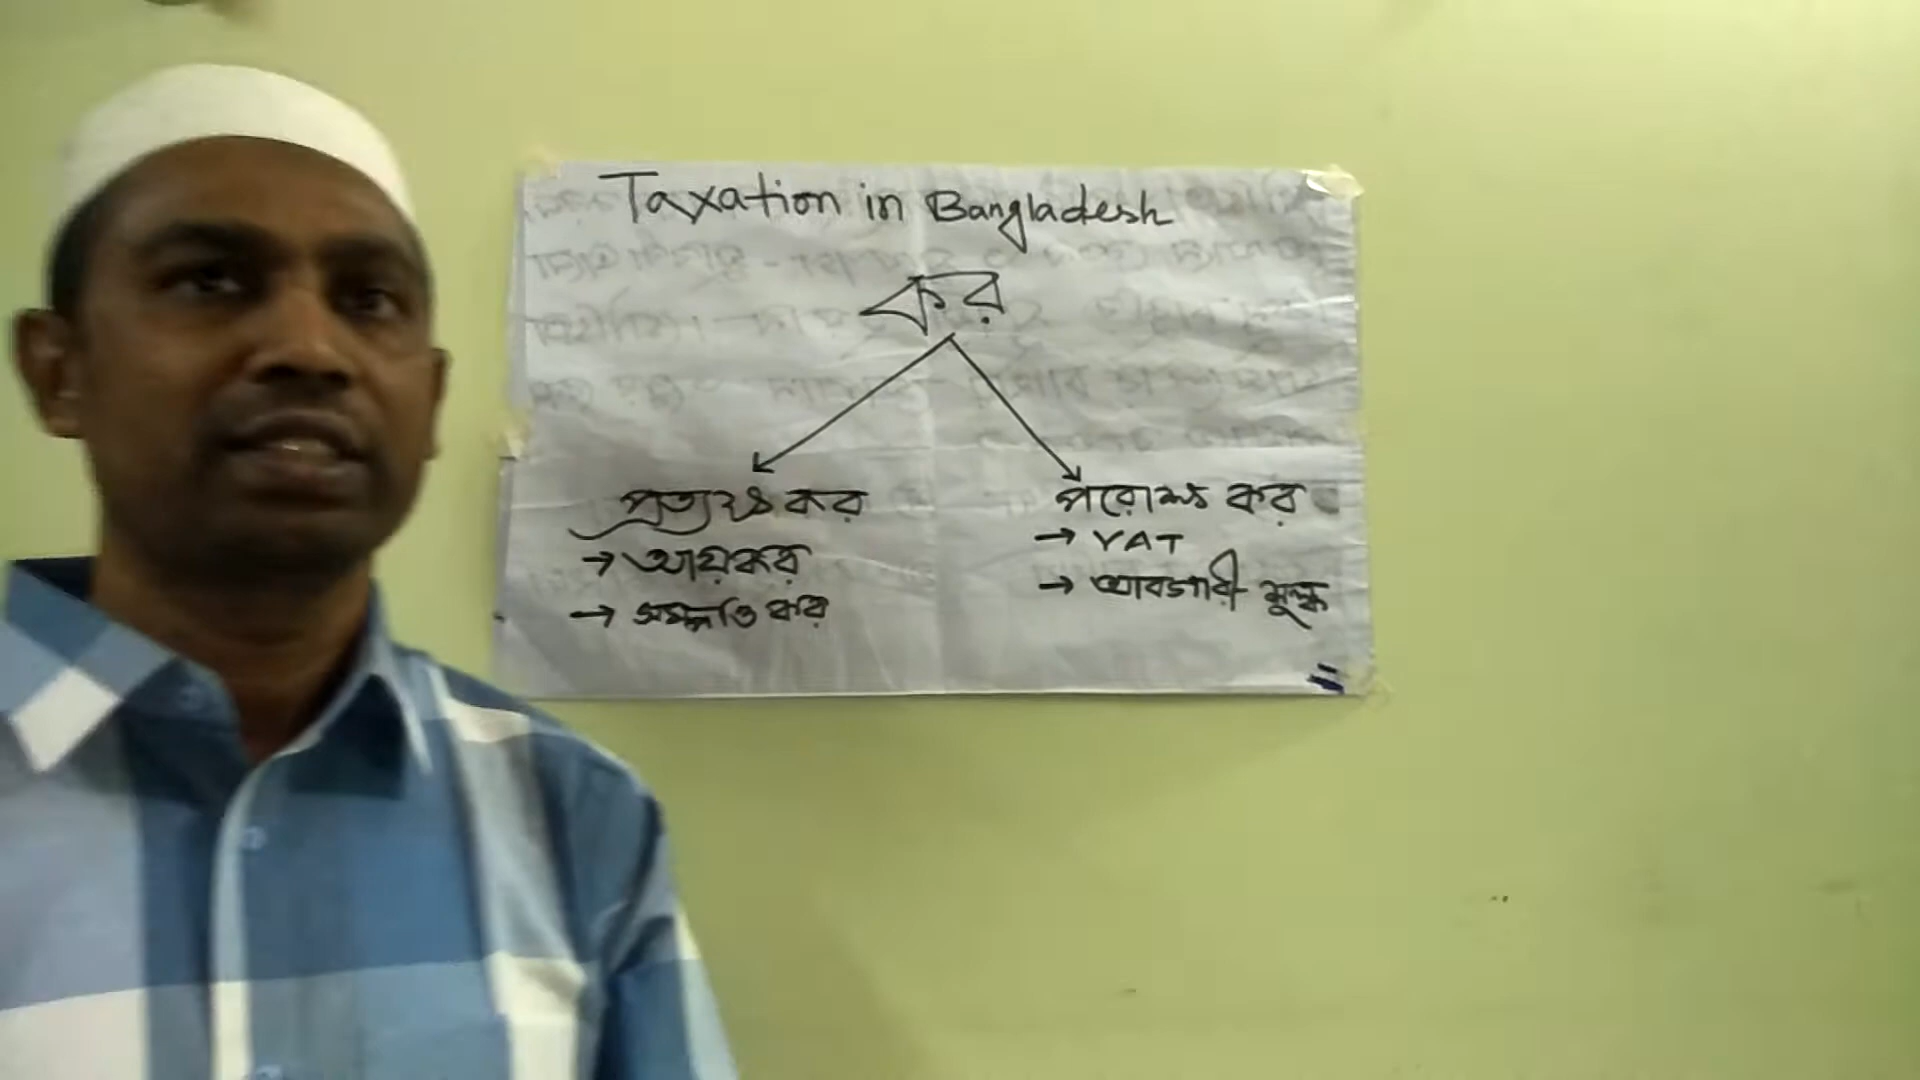 Taxation in Bangladesh
কর
প্রত্যক্ষ কর
পরোক্ষ কর
→ আয়কর
→ সম্পত্তি কর
→ VAT
→ আবগারী শুল্ক